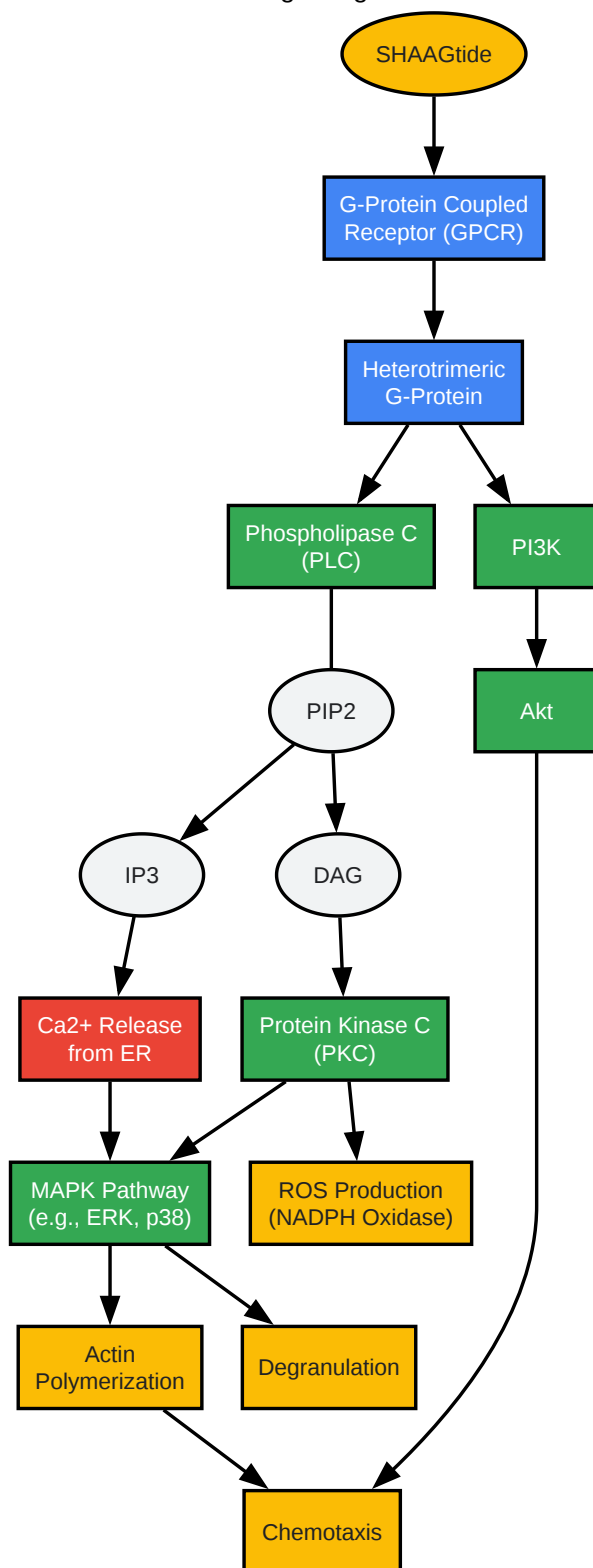 SHAAGtide
G-Protein Coupled
Receptor (GPCR)
Heterotrimeric
G-Protein
Phospholipase C
(PLC)
PI3K
PIP2
Akt
IP3
DAG
Ca2+ Release
from ER
Protein Kinase C
(PKC)
MAPK Pathway
(e.g., ERK, p38)
ROS Production
(NADPH Oxidase)
Actin
Polymerization
Degranulation
Chemotaxis